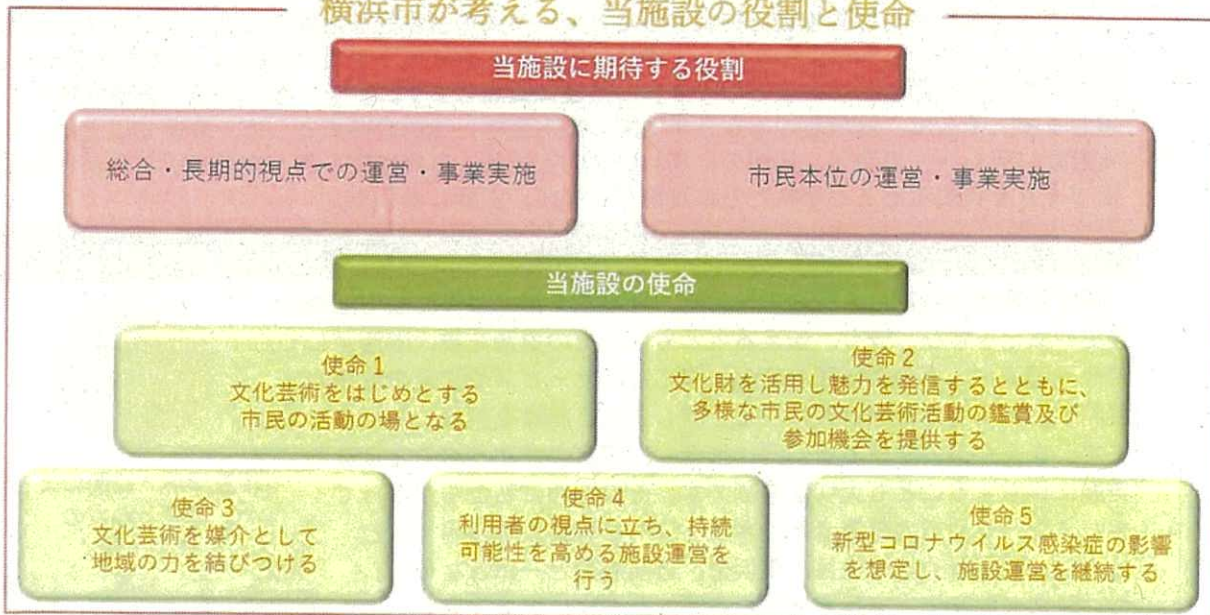 横浜市が考える、当施設の役割と使命
当施設に期待する役割
総合・長期的視点での運営・事業実施
市民本位の運営・事業実施
当施設の使命
使命1
文化芸術をはじめとする
市民の活動の場となる
使命2
文化財を活用し魅力を発信するとともに、
多様な市民の文化芸術活動の鑑賞及び
参加機会を提供する
使命3
文化芸術を媒介として
地域の力を結びつける
使命4
利用者の視点に立ち、持続
可能性を高める施設運営を
行う
使命5
新型コロナウイルス感染症の影響
を想定し、施設運営を継続する